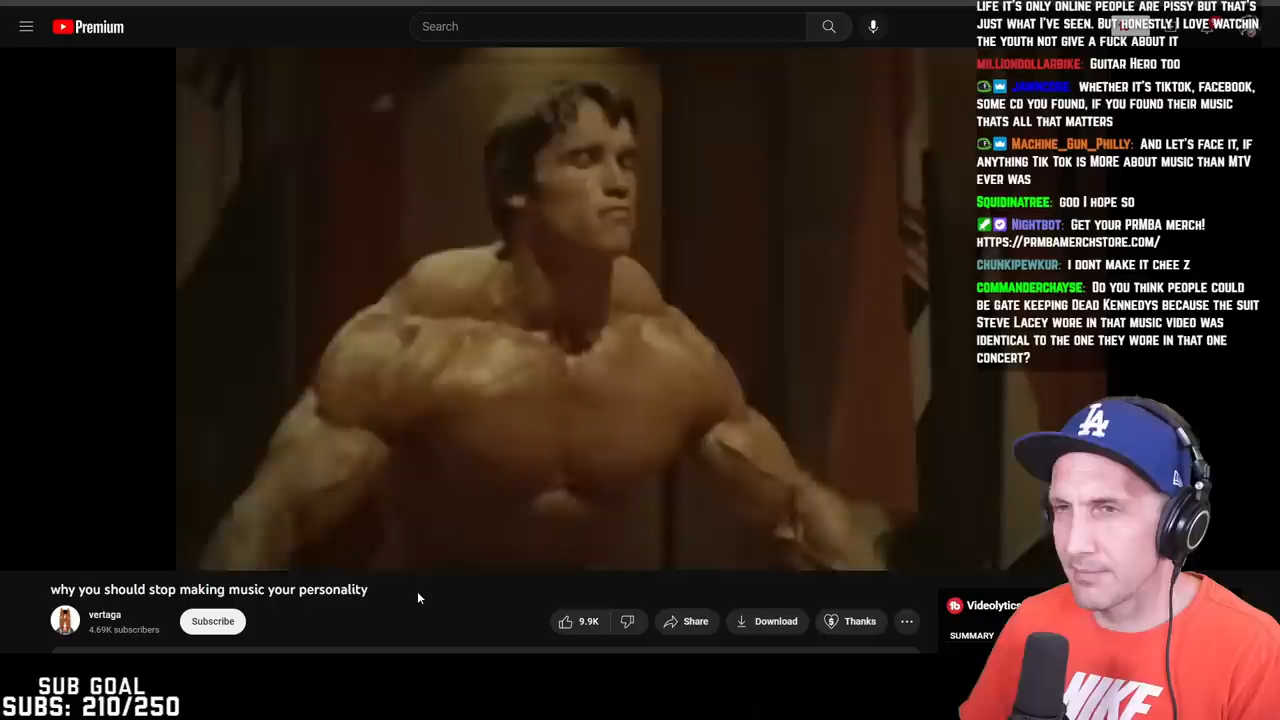 Premium
Search
LIFE IT'S ONLY ONLINE PEOPLE ARE PISSY BUT THAT'S
JUST WHAT I'VE SEEN. BUT HONESTLY I LOVE WATCHIN
THE YOUTH NOT GIVE A FUCK ABOUT IT
MILLIONDOLLARBIKE: GUITAR HERO TOO
WHETHER IT'S TIKTOK, FACEBOOK,
SOME CD YOU FOUND, IF YOU FOUND THEIR MUSIC
THATS ALL THAT MATTERS
MACHINE_GUN_PHILLY: AND LET'S FACE IT, IF
ANYTHING TIK TOK IS MORE ABOUT MUSIC THAN MTV
EVER WAS
SQUIDINATREE: GOD I HOPE SO
NIGHTBOT: GET YOUR PRMBA MERCH!
HTTPS://PRMBAMERCHSTORE.COM/
CHUNKIPEWKUR: I DONT MAKE IT CHEE Z
COMMANDERCHAYSE: DO YOU THINK PEOPLE COULD
BE GATE KEEPING DEAD KENNEDYS BECAUSE THE SUIT
STEVE LACEY WORE IN THAT MUSIC VIDEO WAS
IDENTICAL TO THE ONE THEY WORE IN THAT ONE
CONCERT?
LA
why you should stop making music your personality
vertaga
4.69K subscribers
Subscribe
9.9K
Share
Download
Thanks
Videolytics
SUMMARY
NIKE
SUB GOAL
SUBS: 210/250